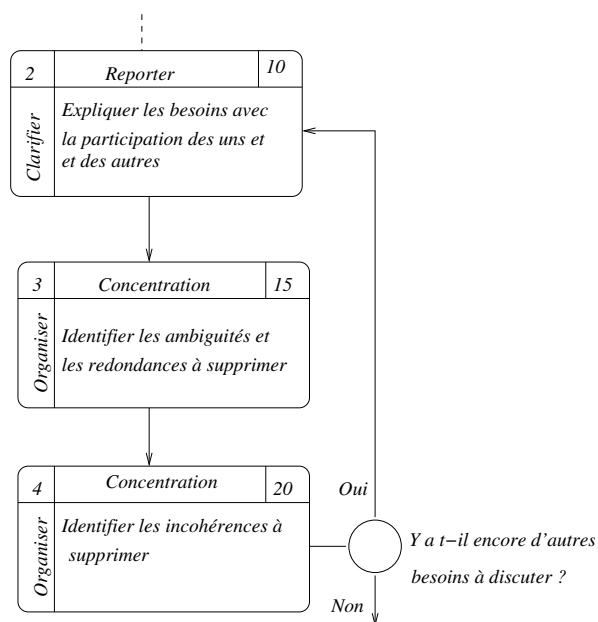 2 Reporter 10
Clarifier
Expliquer les besoins avec
la participation des uns et
et des autres
3 Concentration 15
Organiser
Identifier les ambiguités et
les redondances à supprimer
4 Concentration 20
Organiser
Identifier les incohérences à
supprimer
Oui
Y a t−il encore d'autres
besoins à discuter ?
Non